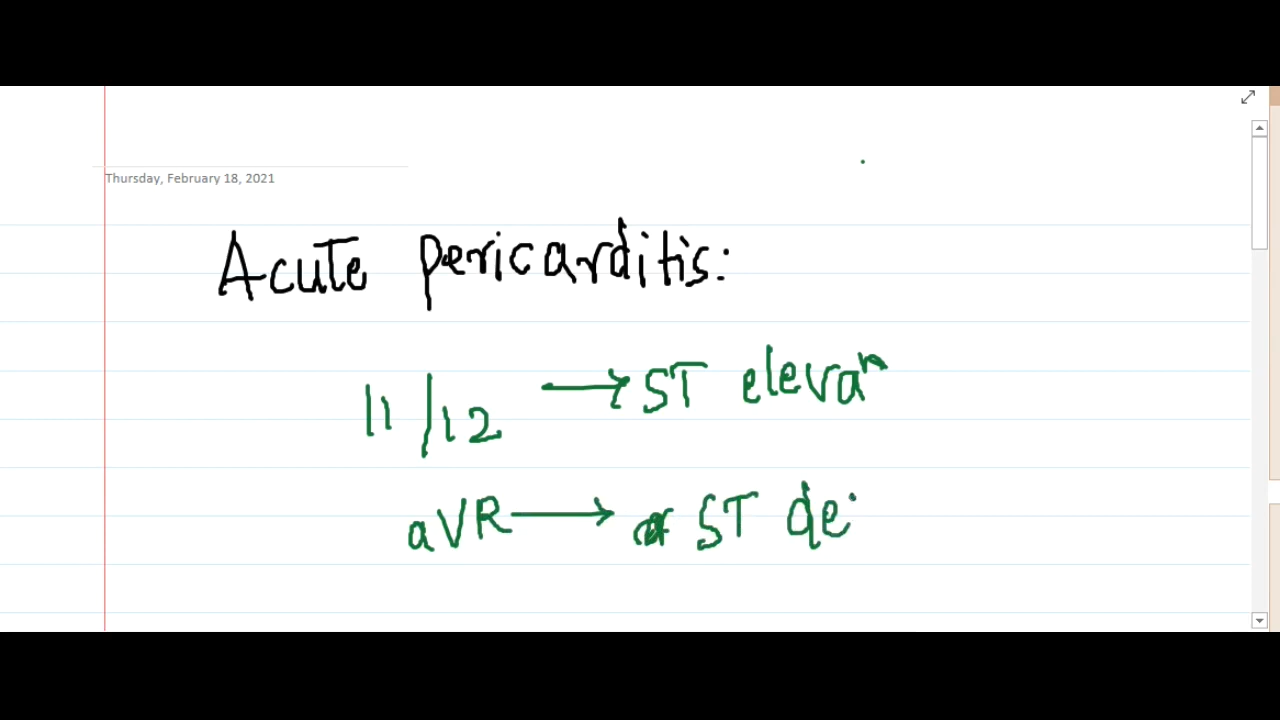 Thursday, February 18, 2021
Acute pericarditis:
11/12 → ST elevan
aVR → ST de